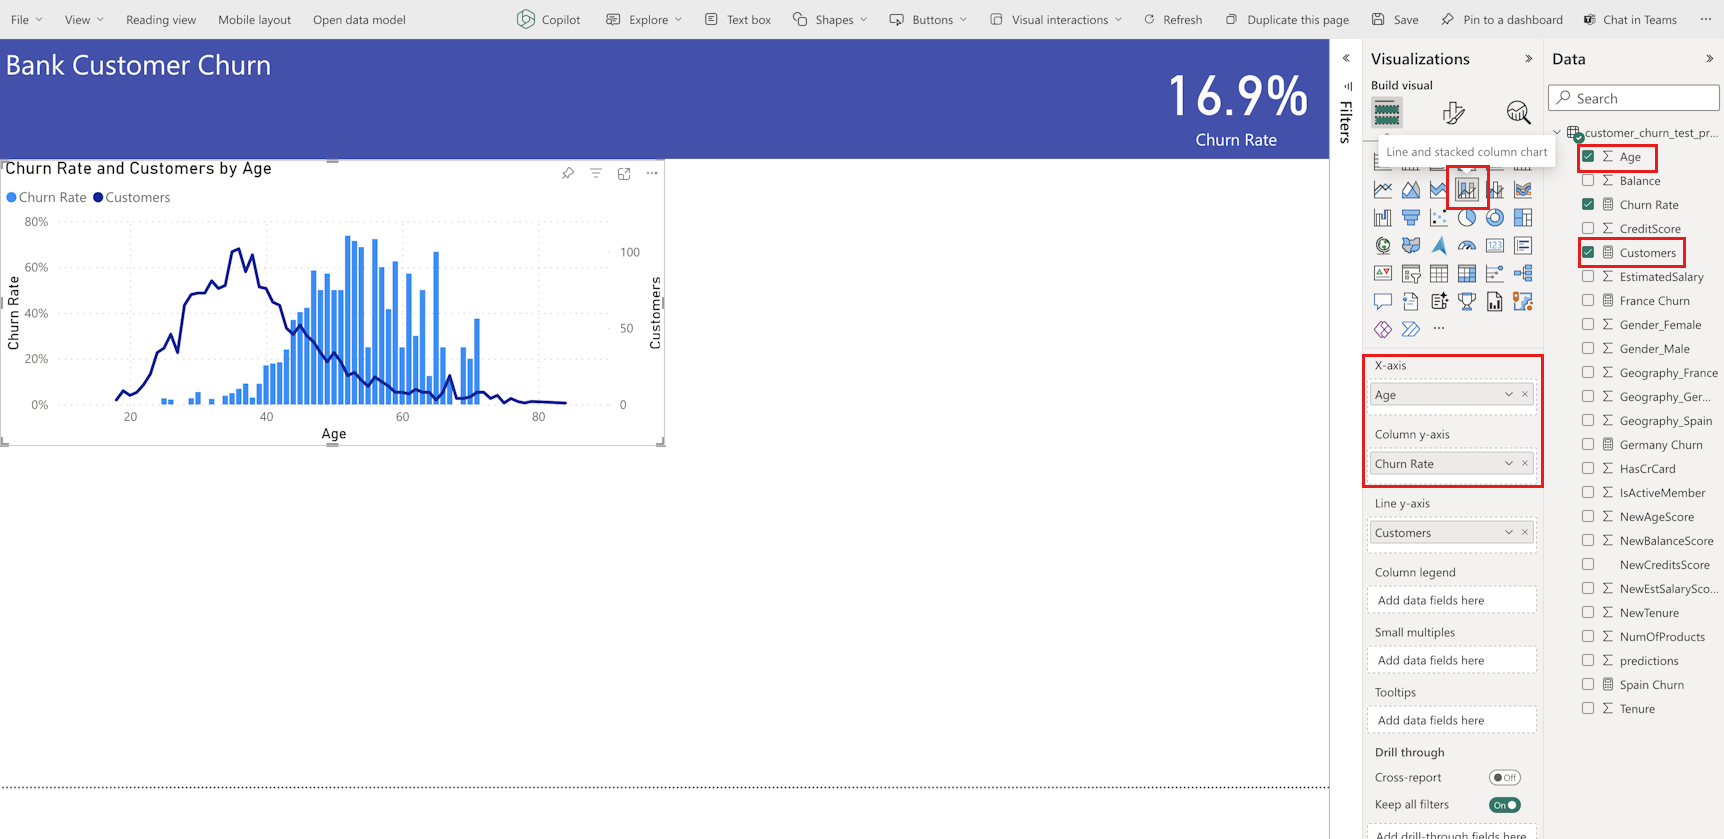 File View Reading view Mobile layout Open data model Copilot Explore Text box Shapes Buttons Visual interactions Refresh Duplicate this page Save Pin to a dashboard Chat in Teams
Bank Customer Churn
16.9%
Churn Rate
Churn Rate and Customers by Age
Churn Rate Customers
80%
60%
40%
20%
0%
Churn Rate
100
50
0
Customers
20 40 60 80
Age
Filters
Visualizations
Build visual
Line and stacked column chart
123
X-axis
Age
Column y-axis
Churn Rate
Line y-axis
Customers
Column legend
Add data fields here
Small multiples
Add data fields here
Tooltips
Add data fields here
Drill through
Cross-report Off
Keep all filters On
Add drill-through fields here
Data
Search
customer_churn_test_pr...
Age
Balance
Churn Rate
CreditScore
Customers
EstimatedSalary
France Churn
Gender_Female
Gender_Male
Geography_France
Geography_Ger...
Geography_Spain
Germany Churn
HasCrCard
IsActiveMember
NewAgeScore
NewBalanceScore
NewCreditsScore
NewEstSalarySco...
NewTenure
NumOfProducts
predictions
Spain Churn
Tenure